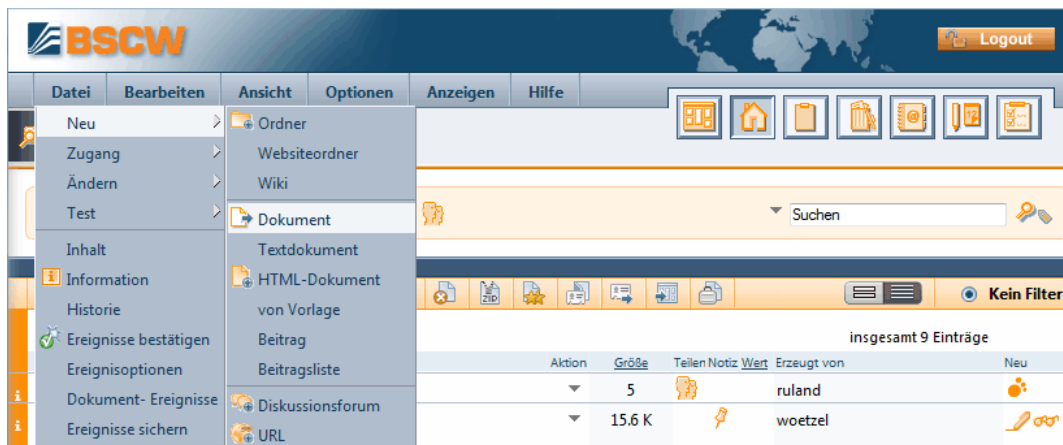 BSCW
Logout
Datei Bearbeiten Ansicht Optionen Anzeigen Hilfe
Neu
Zugang
Ändern
Test
Inhalt
Information
Historie
Ereignisse bestätigen
Ereignisoptionen
Dokument- Ereignisse
Ereignisse sichern
Ordner
Websiteordner
Wiki
Dokument
Textdokument
HTML-Dokument
von Vorlage
Beitrag
Beitragsliste
Diskussionsforum
URL
Suchen
ZIP
Kein Filter
insgesamt 9 Einträge
Aktion Größe Teilen Notiz Wert Erzeugt von Neu
5 ruland
15.6 K woetzel